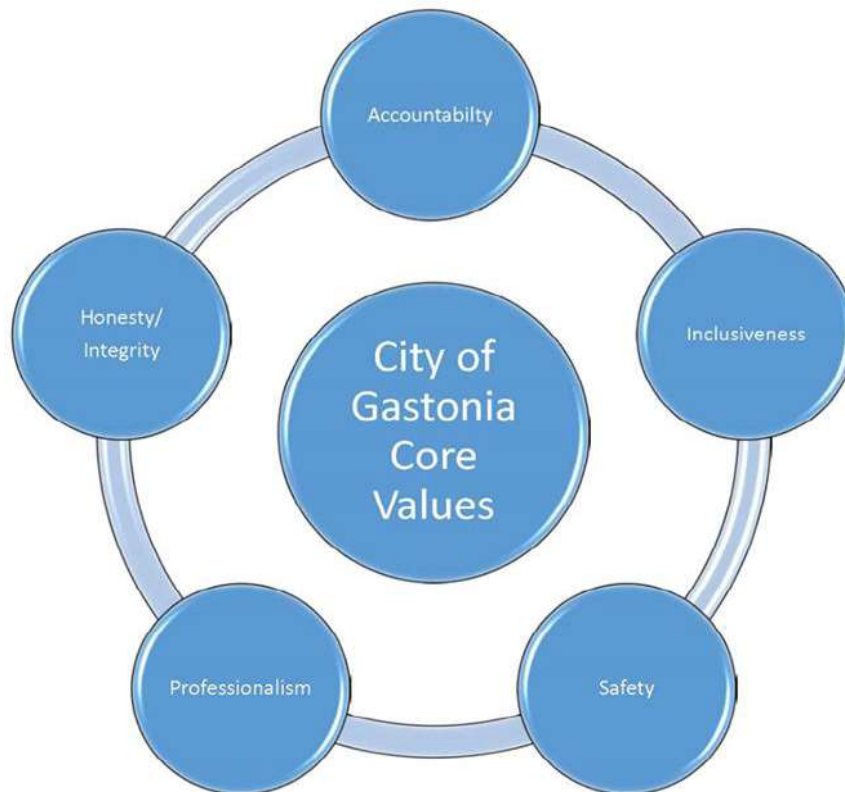 Accountabilty
Honesty/
Integrity
Inclusiveness
City of
Gastonia
Core
Values
Professionalism
Safety